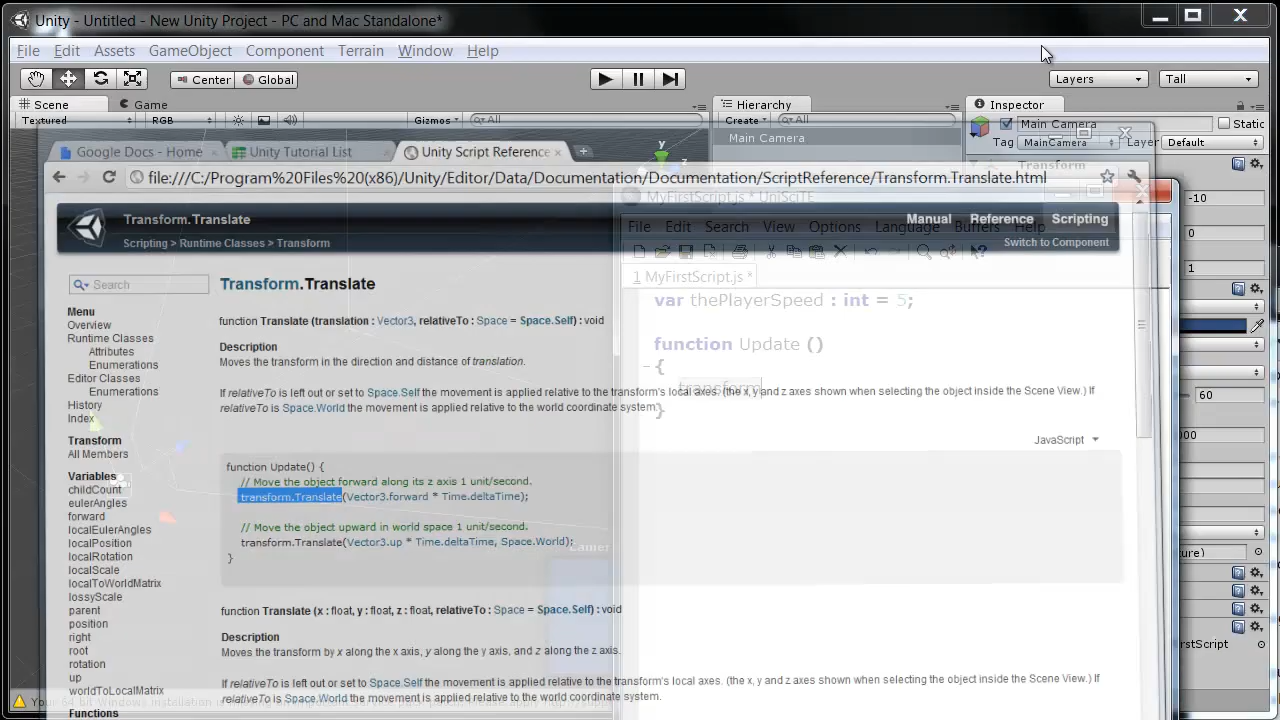 Unity - Untitled - New Unity Project - PC and Mac Standalone*
File Edit Assets GameObject Component Terrain Window Help
Center Global Layers Tall
Scene Game Hierarchy Inspector
Textured RGB Gizmos All Create All Main Camera Static
Main Camera Tag MainCamera Layer Default
Google Docs - Home Unity Tutorial List Unity Script Reference Transform
file:///C:/Program%20Files%20(x86)/Unity/Editor/Data/Documentation/Documentation/ScriptReference/Transform.Translate.html
-10
MyFirstScript.js * UniSciTE
Transform.Translate Manual Reference Scripting
File Edit Search View Options Language Buffers Help
0
Scripting > Runtime Classes > Transform Switch to Component
1
1 MyFirstScript.js *
Search Transform.Translate
var thePlayerSpeed : int = 5;
Menu
function Translate (translation : Vector3, relativeTo : Space = Space.Self) : void
Overview
Runtime Classes Description
function Update ()
Attributes
Moves the transform in the direction and distance of translation.
Enumerations
{
Editor Classes
transform
Enumerations
If relativeTo is left out or set to Space.Self the movement is applied relative to the transform's local axes. (the x, y and z axes shown when selecting the object inside the Scene View.) If
60
History
relativeTo is Space.World the movement is applied relative to the world coordinate system.
}
Index
Transform JavaScript
All Members
function Update() {
Variables
// Move the object forward along its z axis 1 unit/second.
childCount
transform.Translate(Vector3.forward * Time.deltaTime);
eulerAngles
forward
// Move the object upward in world space 1 unit/second.
localEulerAngles
transform.Translate(Vector3.up * Time.deltaTime, Space.World);
localPosition
}
localRotation
localScale
localToWorldMatrix
lossyScale
function Translate (x : float, y : float, z : float, relativeTo : Space = Space.Self) : void
parent
position
Description
right
Moves the transform by x along the x axis, y along the y axis, and z along the z axis.
root
rotation
up
If relativeTo is left out or set to Space.Self the movement is applied relative to the transform's local axes. (the x, y and z axes shown when selecting the object inside the Scene View.) If
worldToLocalMatrix
relativeTo is Space.World the movement is applied relative to the world coordinate system.
Functions